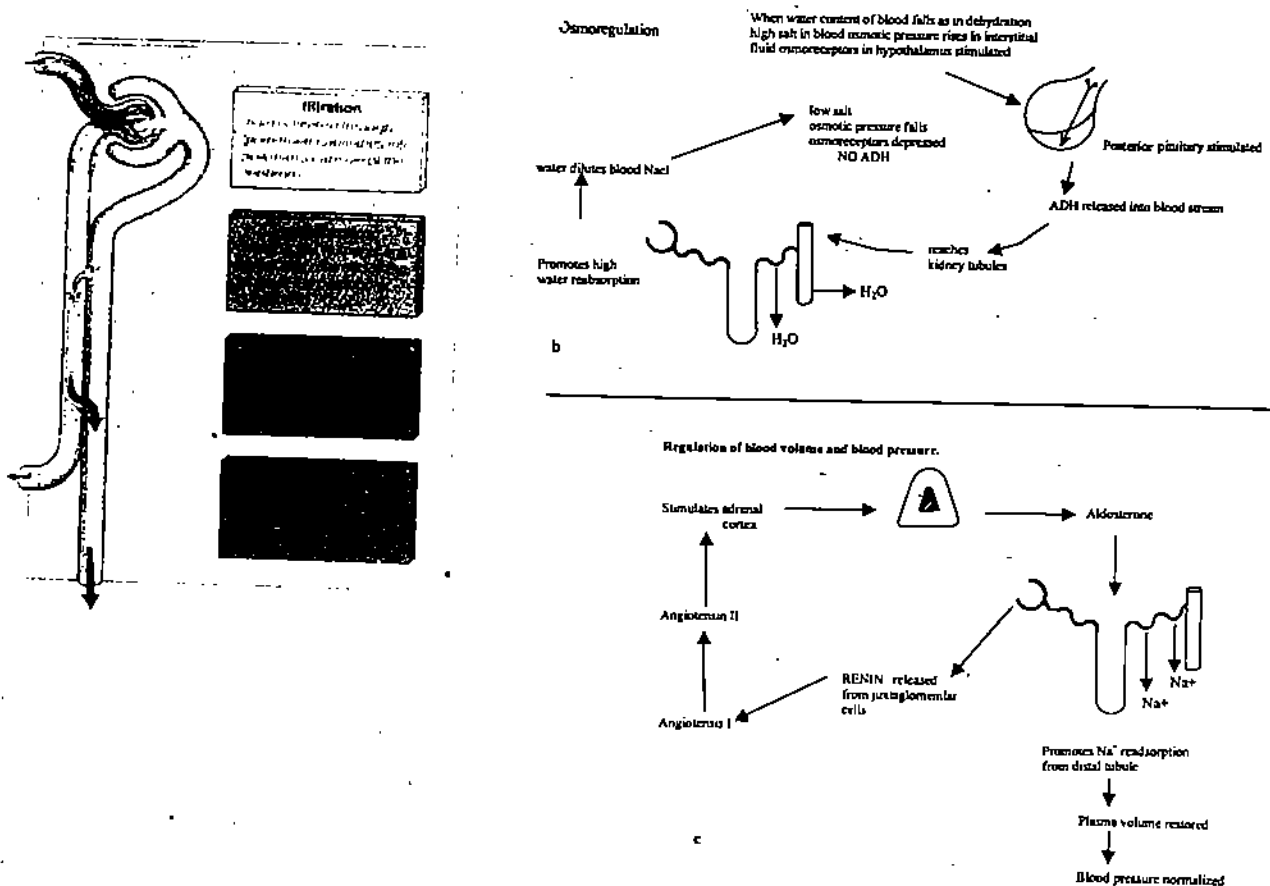 filtration
Osmoregulation
When water content of blood falls as in dehydration
high salt in blood osmotic pressure rises in interstitial
fluid osmoreceptors in hypothalamus stimulated
low salt
osmotic pressure falls
osmoreceptors depressed
NO ADH
Posterior pituitary stimulated
water dilutes blood Nacl
ADH released into blood stream
reaches
kidney tubules
Promotes high
water reabsorption
H₂O
H₂O
b
Regulation of blood volume and blood pressure.
Stimulates adrenal
cortex
Aldosterone
Angiotensin II
RENIN released
from juxtaglomerular
cells
Na+
Na+
Angiotensin I
Promotes Na⁺ readsorption
from distal tubule
Plasma volume restored
c
Blood pressure normalized